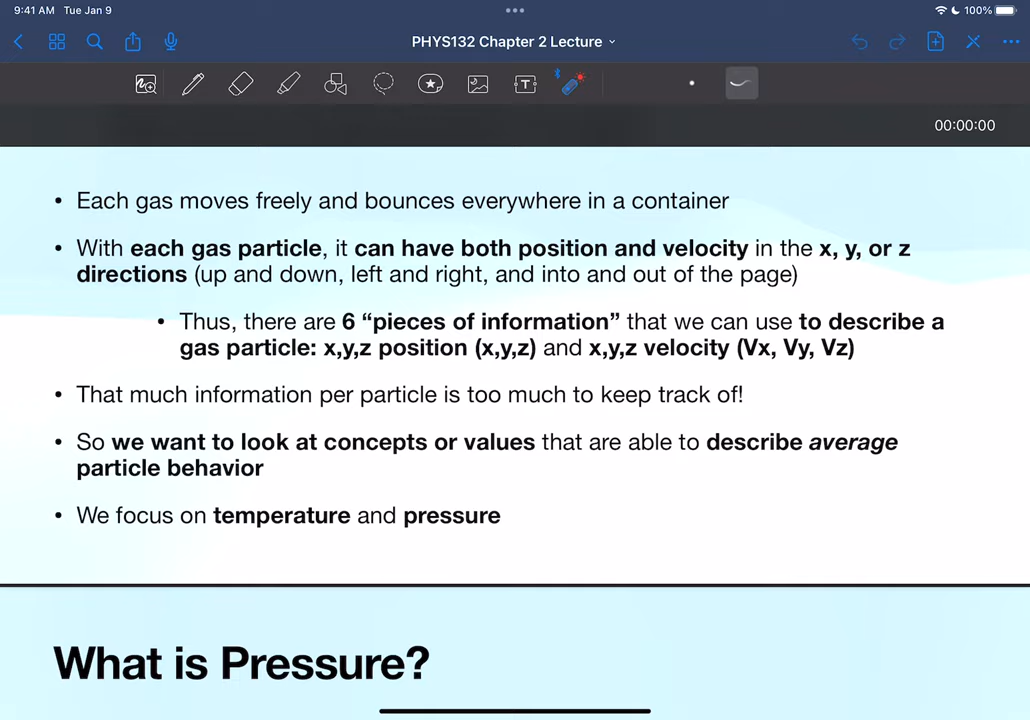 9:41 AM Tue Jan 9
100%
PHYS132 Chapter 2 Lecture
T
00:00:00
• Each gas moves freely and bounces everywhere in a container
• With each gas particle, it can have both position and velocity in the x, y, or z
directions (up and down, left and right, and into and out of the page)
• Thus, there are 6 “pieces of information” that we can use to describe a
gas particle: x,y,z position (x,y,z) and x,y,z velocity (Vx, Vy, Vz)
• That much information per particle is too much to keep track of!
• So we want to look at concepts or values that are able to describe average
particle behavior
• We focus on temperature and pressure
What is Pressure?